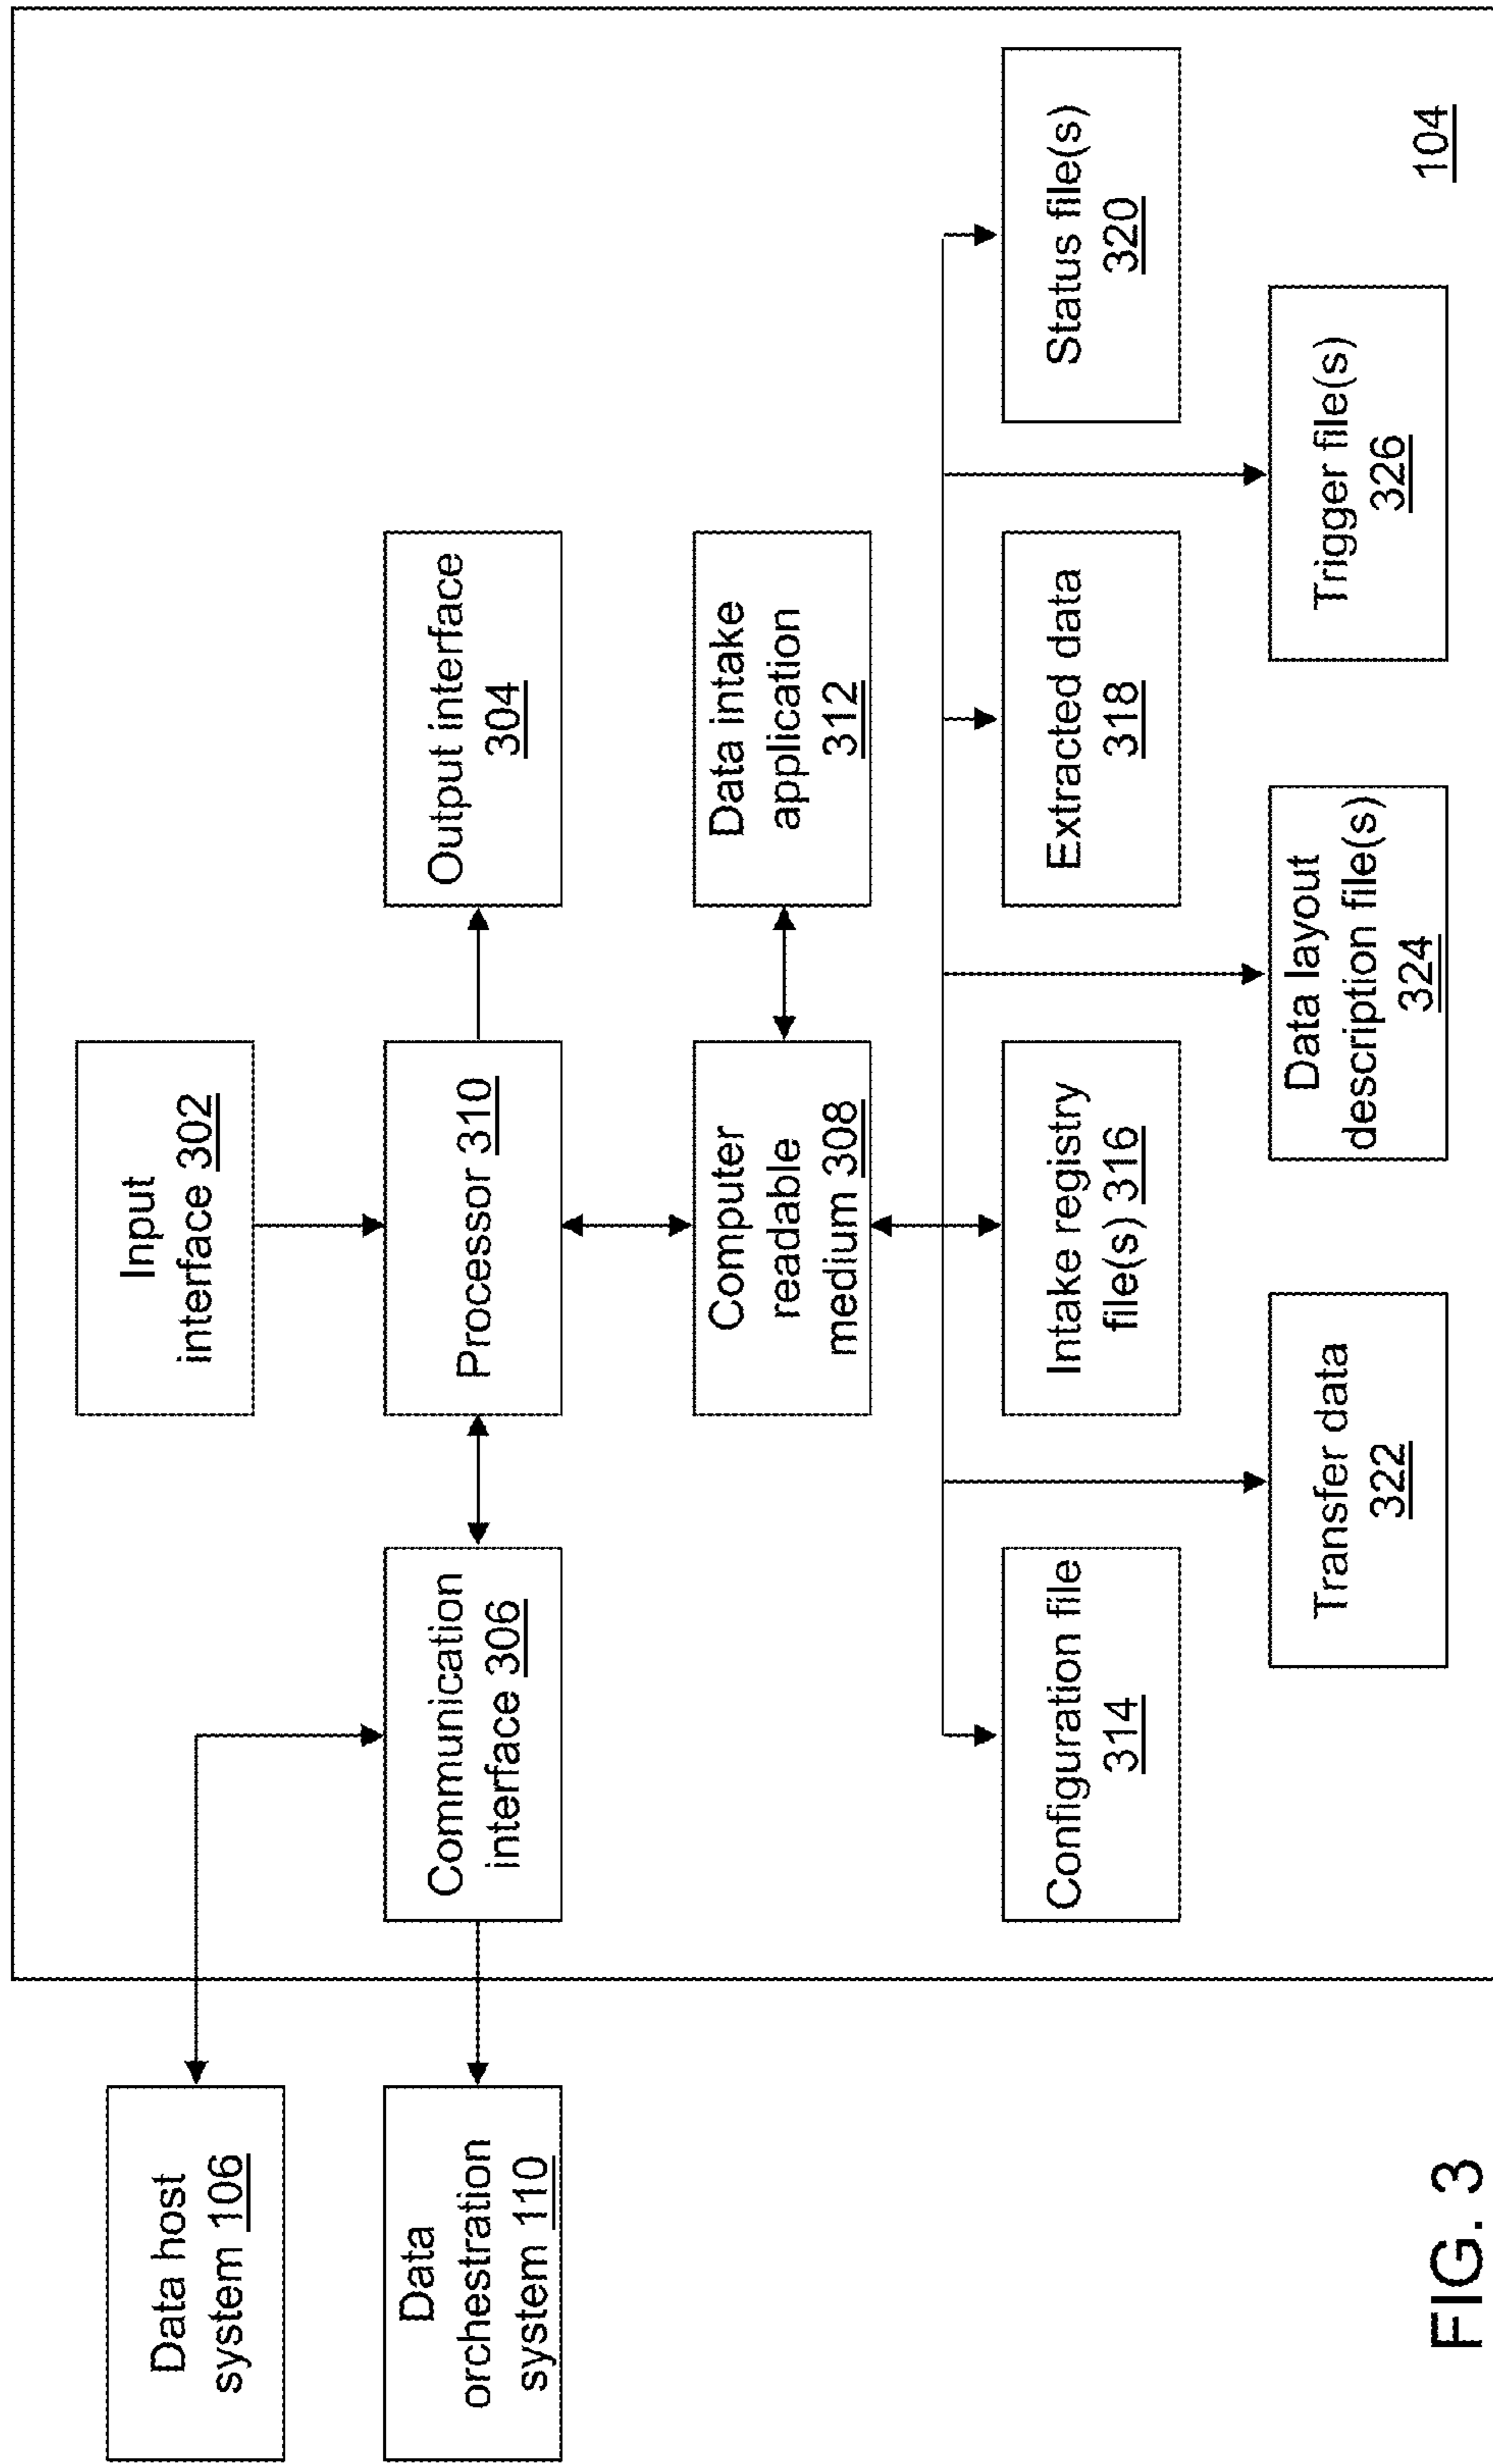 Data host
system 106
Data
orchestration
system 110
Input
interface 302
Communication
interface 306
Processor 310
Output interface
304
Computer
readable
medium 308
Data intake
application
312
Configuration file
314
Intake registry
file(s) 316
Extracted data
318
Status file(s)
320
Transfer data
322
Data layout
description file(s)
324
Trigger file(s)
326
104
FIG. 3